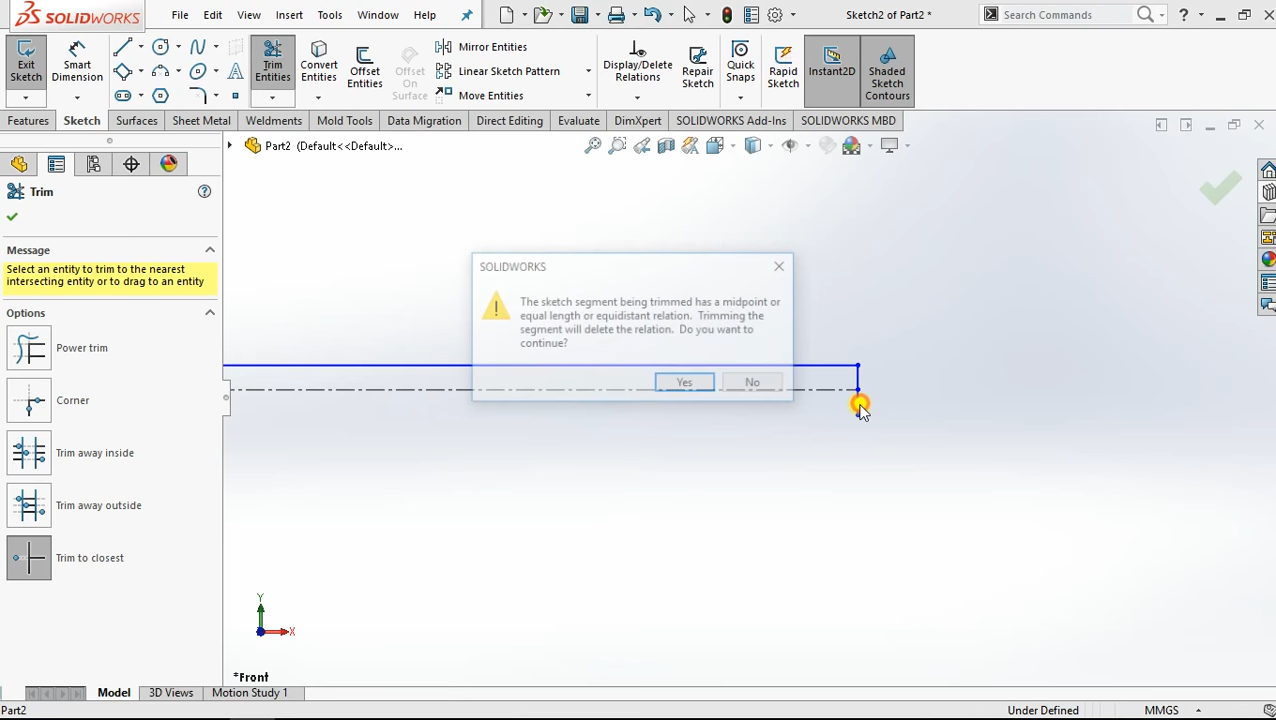 SOLIDWORKS
File Edit View Insert Tools Window Help
Sketch2 of Part2 *
Search Commands
?
Exit Sketch
Smart Dimension
Trim Entities
Convert Entities
Offset Entities
Offset On Surface
Mirror Entities
Linear Sketch Pattern
Move Entities
Display/Delete Relations
Repair Sketch
Quick Snaps
Rapid Sketch
Instant2D
Shaded Sketch Contours
Features Sketch Surfaces Sheet Metal Weldments Mold Tools Data Migration Direct Editing Evaluate DimXpert SOLIDWORKS Add-Ins SOLIDWORKS MBD
Part2 (Default<<Default>...
Trim
?
Message
Select an entity to trim to the nearest
intersecting entity or to drag to an entity
Options
Power trim
Corner
Trim away inside
Trim away outside
Trim to closest
SOLIDWORKS
The sketch segment being trimmed has a midpoint or
equal length or equidistant relation. Trimming the
segment will delete the relation. Do you want to
continue?
Yes No
Y
X
*Front
Model 3D Views Motion Study 1
Part2
Under Defined
MMGS